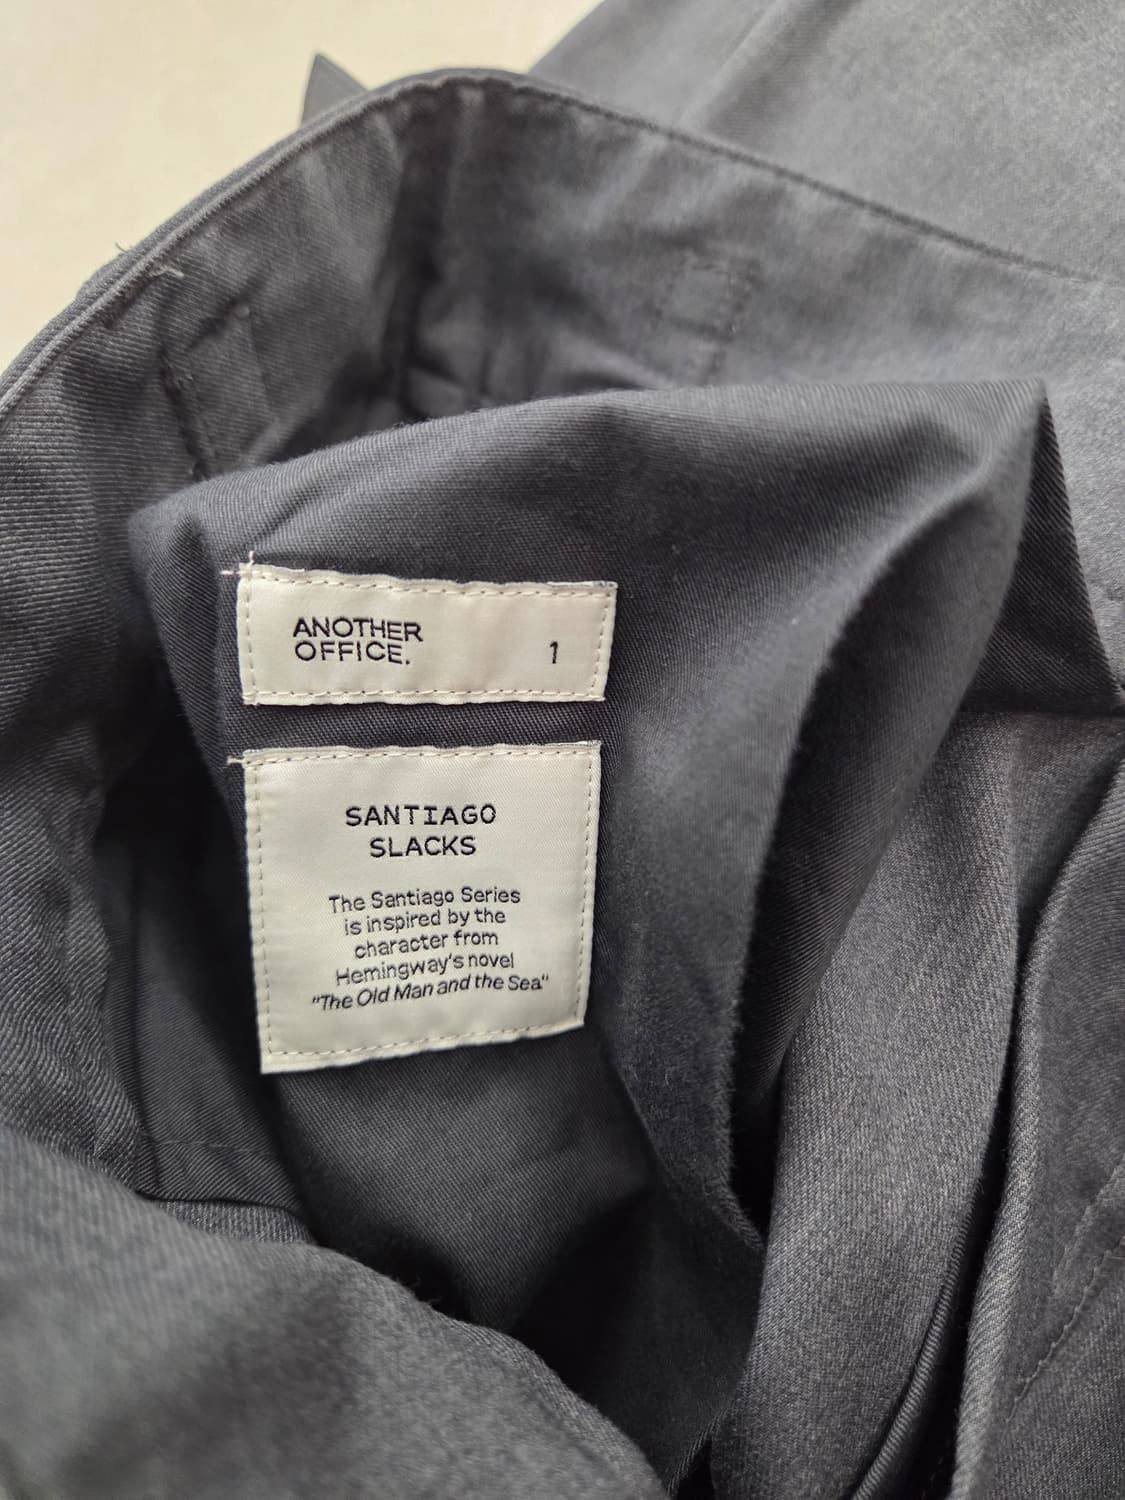 ANOTHER
OFFICE. 1
SANTIAGO
SLACKS
The Santiago Series
is inspired by the
character from
Hemingway's novel
"The Old Man and the Sea"